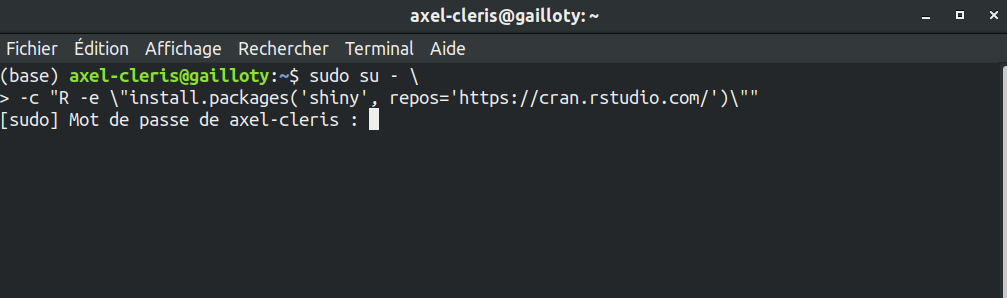 axel-cleris@gailloty: ~
Fichier Édition Affichage Rechercher Terminal Aide
(base) axel-cleris@gailloty:~$ sudo su - \
> -c "R -e \"install.packages('shiny', repos='https://cran.rstudio.com/')\""
[sudo] Mot de passe de axel-cleris :